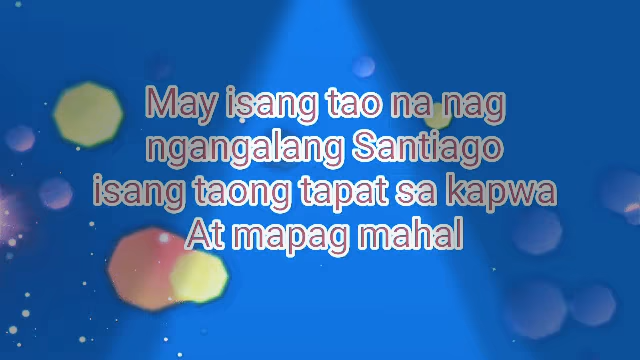 May isang tao na nag
ngangalang Santiago
isang taong tapat sa kapwa
At mapag mahal